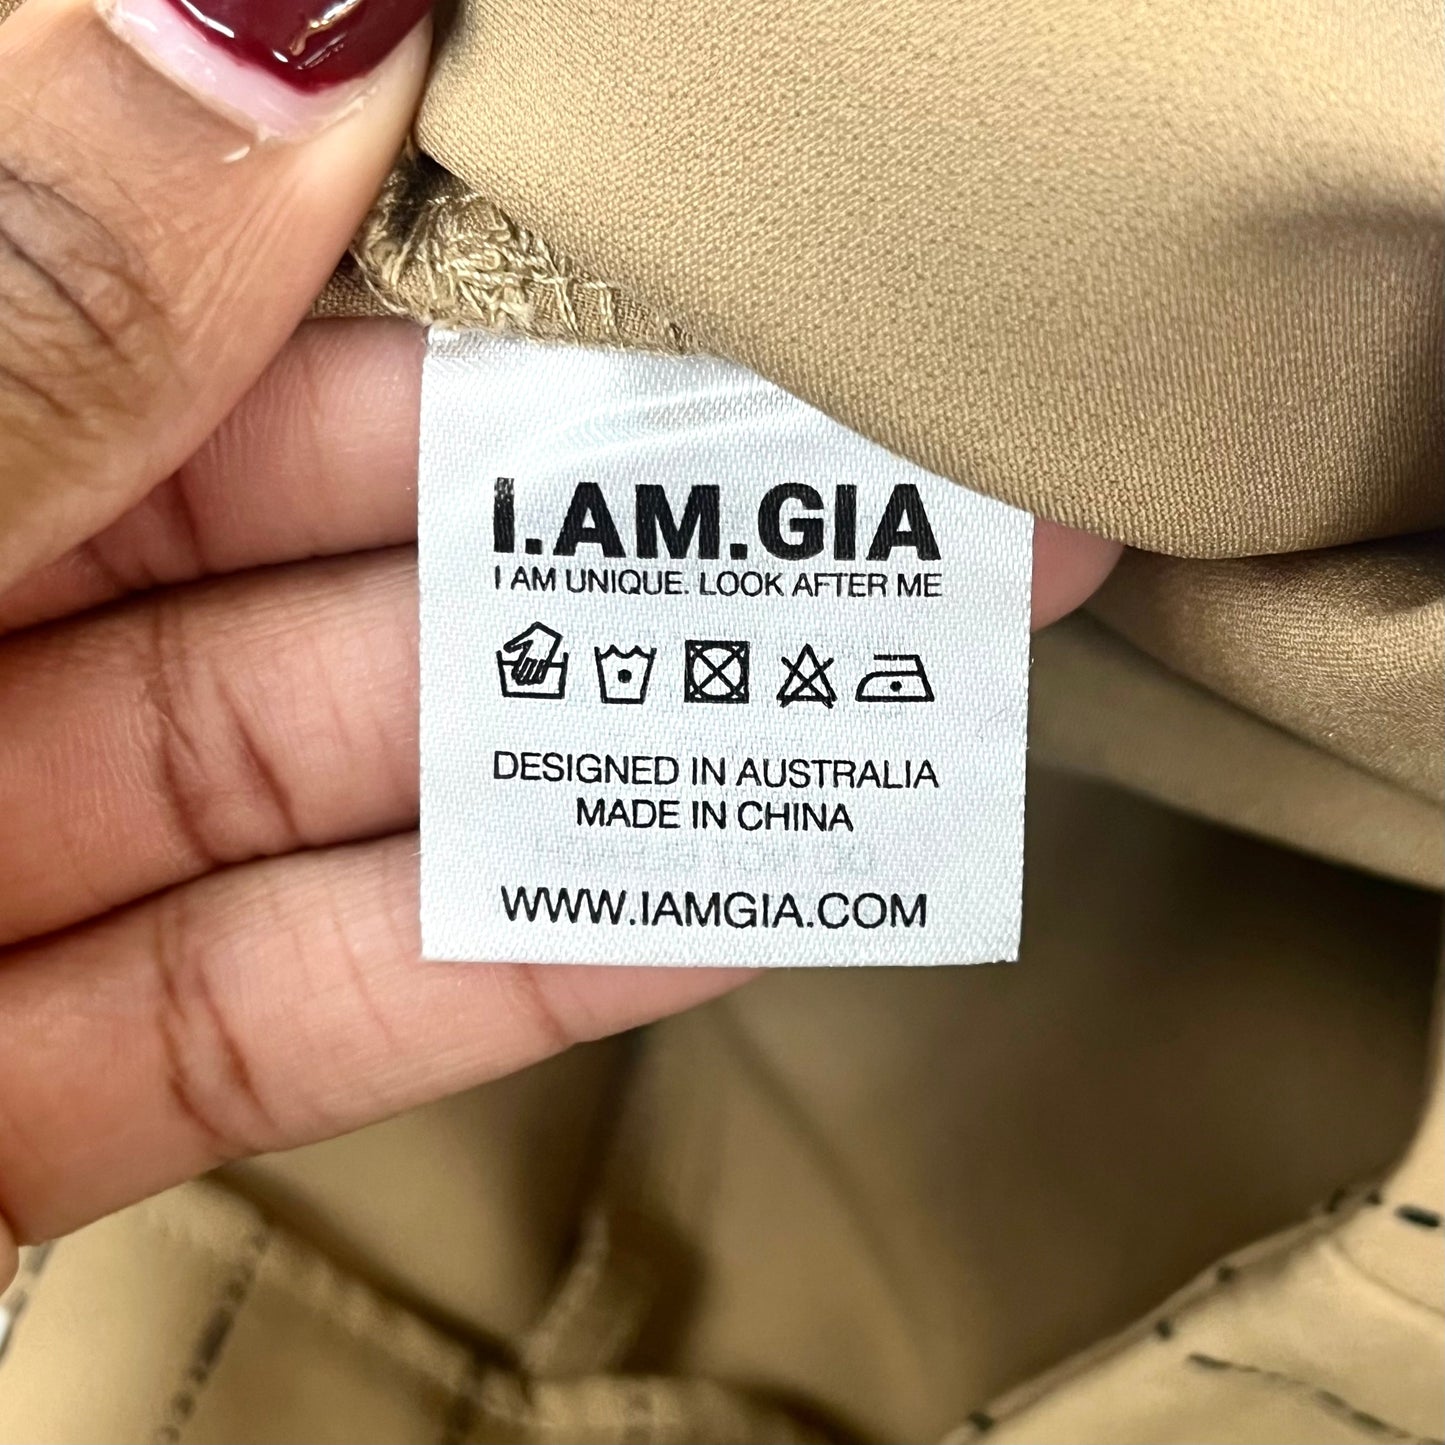 I.AM.GIA
I AM UNIQUE. LOOK AFTER ME
DESIGNED IN AUSTRALIA
MADE IN CHINA
WWW.IAMGIA.COM